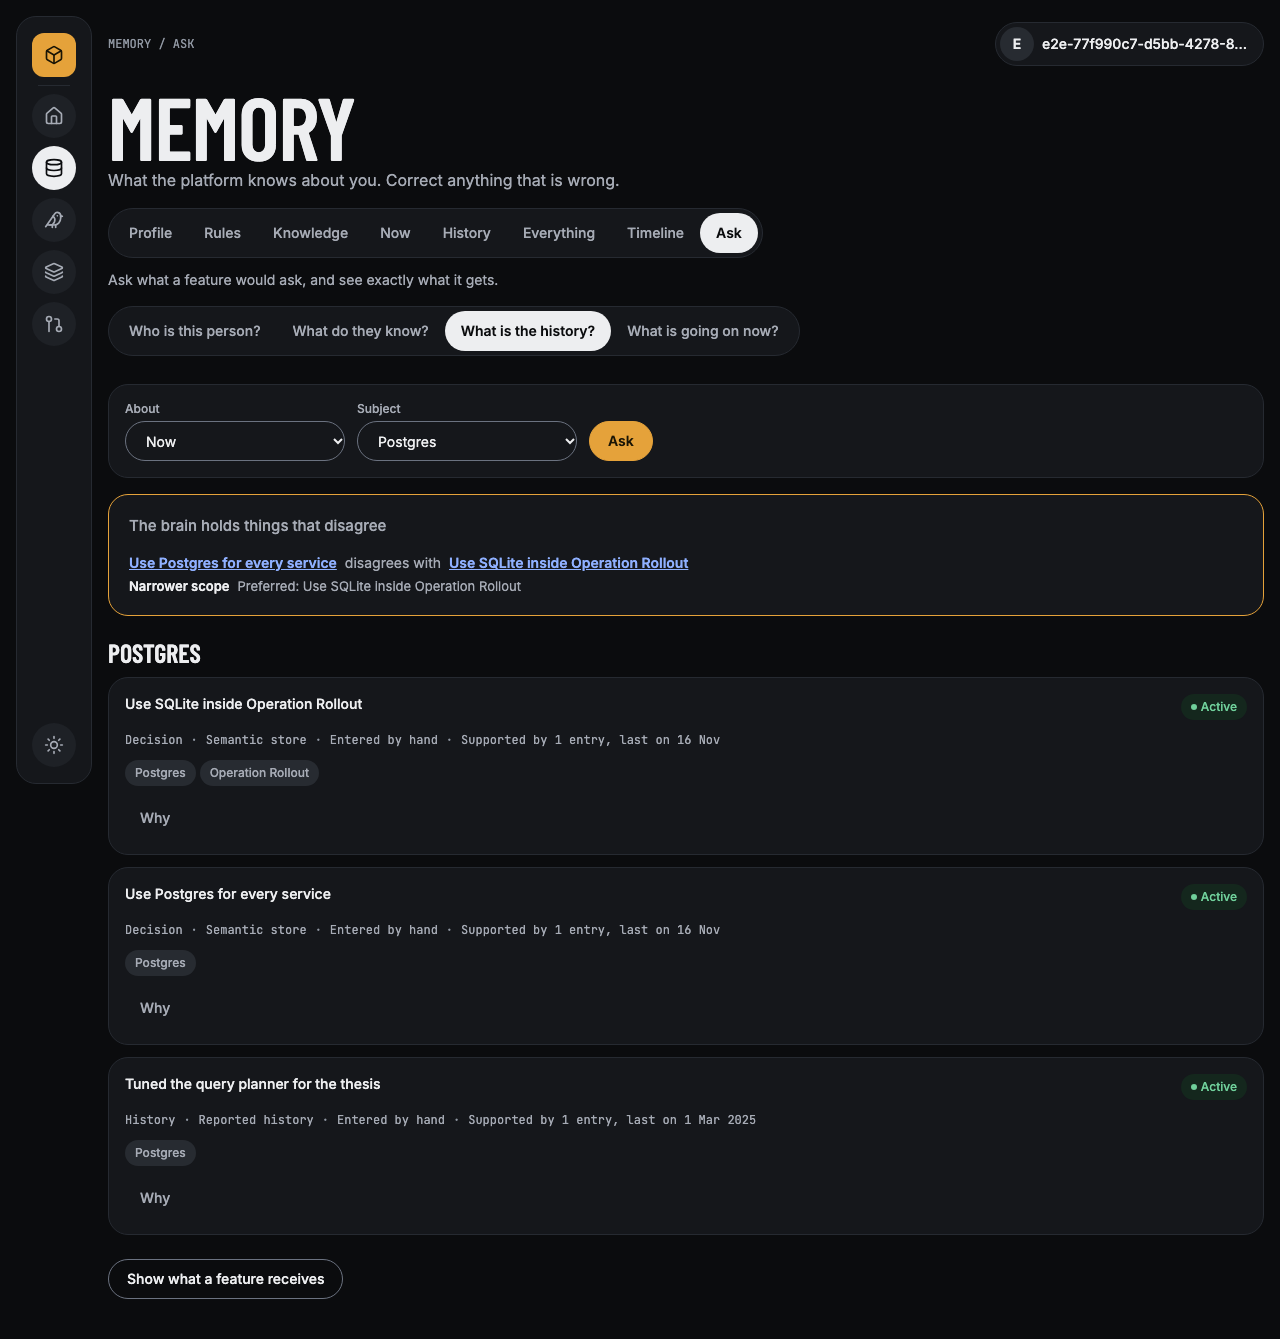 MEMORY / ASK
E
e2e-77f990c7-d5bb-4278-8...
MEMORY
What the platform knows about you. Correct anything that is wrong.
Profile Rules Knowledge Now History Everything Timeline Ask
Ask what a feature would ask, and see exactly what it gets.
Who is this person? What do they know? What is the history? What is going on now?
About Subject
Now Postgres Ask
The brain holds things that disagree
Use Postgres for every service disagrees with Use SQLite inside Operation Rollout
Narrower scope Preferred: Use SQLite inside Operation Rollout
POSTGRES
Use SQLite inside Operation Rollout Active
Decision · Semantic store · Entered by hand · Supported by 1 entry, last on 16 Nov
Postgres Operation Rollout
Why
Use Postgres for every service Active
Decision · Semantic store · Entered by hand · Supported by 1 entry, last on 16 Nov
Postgres
Why
Tuned the query planner for the thesis Active
History · Reported history · Entered by hand · Supported by 1 entry, last on 1 Mar 2025
Postgres
Why
Show what a feature receives